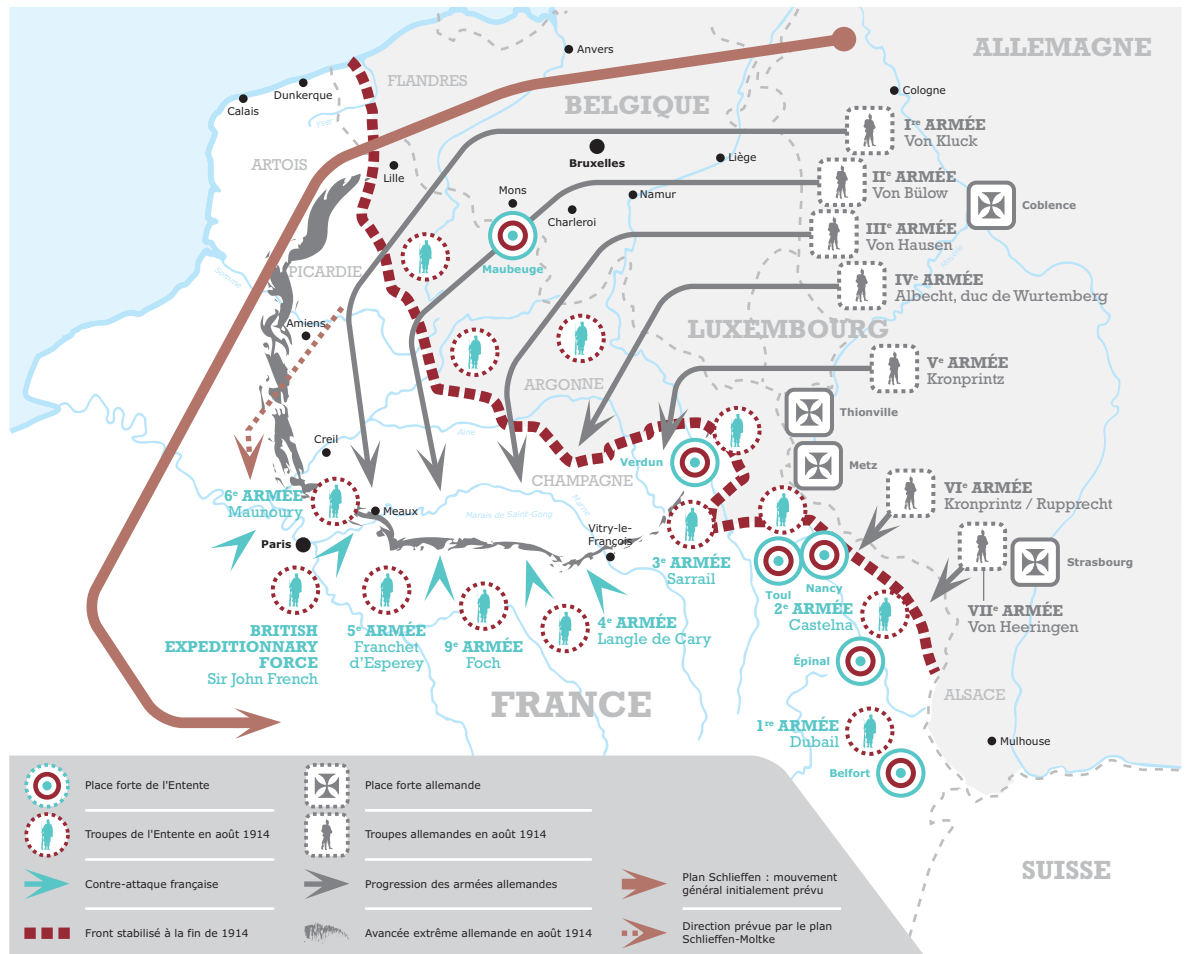 ALLEMAGNE
Anvers
FLANDRES
Cologne
Dunkerque
Calais
BELGIQUE
Yser
Iʳᵉ ARMÉE
Von Kluck
Bruxelles
ARTOIS
Lille
Liège
IIᵉ ARMÉE
Von Bülow
Mons
Namur
Coblence
Charleroi
IIIᵉ ARMÉE
Von Hausen
Maubeuge
PICARDIE
Somme
Moselle
IVᵉ ARMÉE
Albecht, duc de Wurtemberg
Amiens
LUXEMBOURG
Vᵉ ARMÉE
Kronprintz
ARGONNE
Thionville
Aine
Creil
Verdun
Metz
CHAMPAGNE
6ᵉ ARMÉE
Maunoury
Meaux
Marais de Saint-Gong
Marne
VIᵉ ARMÉE
Kronprintz / Rupprecht
Vitry-le-
François
Paris
3ᵉ ARMÉE
Sarrail
Toul
Nancy
Strasbourg
2ᵉ ARMÉE
Castelna
VIIᵉ ARMÉE
Von Heeringen
BRITISH
EXPEDITIONNARY
FORCE
Sir John French
5ᵉ ARMÉE
Franchet
d'Esperey
9ᵉ ARMÉE
Foch
4ᵉ ARMÉE
Langle de Cary
Épinal
FRANCE
ALSACE
1ʳᵉ ARMÉE
Dubail
Mulhouse
Belfort
SUISSE
Place forte de l'Entente
Troupes de l'Entente en août 1914
Contre-attaque française
Front stabilisé à la fin de 1914
Place forte allemande
Troupes allemandes en août 1914
Progression des armées allemandes
Avancée extrême allemande en août 1914
Plan Schlieffen : mouvement
général initialement prévu
Direction prévue par le plan
Schlieffen-Moltke